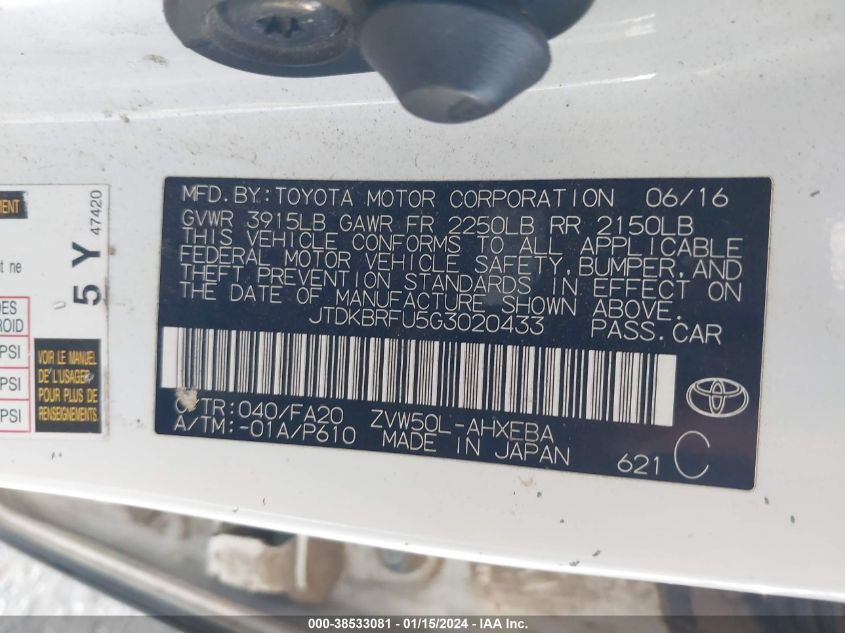 MFD. BY: TOYOTA MOTOR CORPORATION 06/16
GVWR 3915LB GAWR FR 2250LB RR 2150LB
THIS VEHICLE CONFORMS TO ALL APPLICABLE
FEDERAL MOTOR VEHICLE SAFETY, BUMPER, AND
THEFT PREVENTION STANDARDS IN EFFECT ON
THE DATE OF MANUFACTURE SHOWN ABOVE.
JTDKBRFU5G3020433 PASS. CAR
TR: 040/FA20 ZVW50L-AHXEBA
A/TM: -01A/P610 MADE IN JAPAN
621 C
5 Y
47420
PSI
PSI
PSI
VOIR LE MANUEL
DE L'USAGER
POUR PLUS DE
RENSEIGNEMENTS.
000-38533081 - 01/15/2024 - IAA Inc.